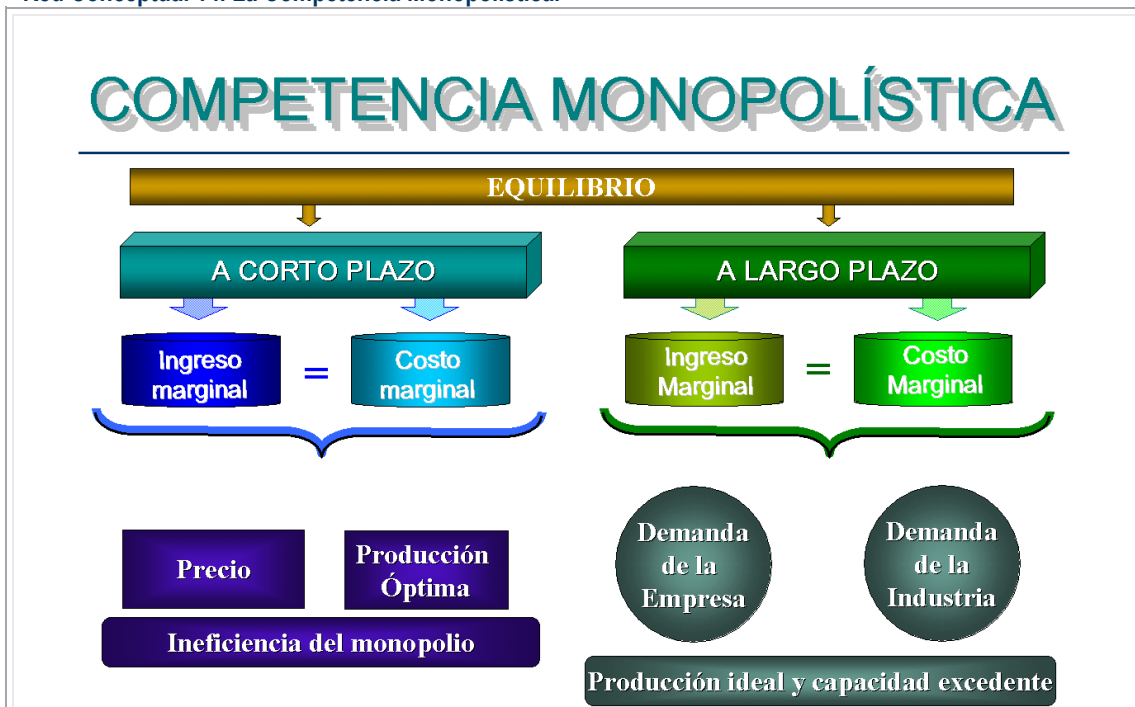 COMPETENCIA MONOPOLÍSTICA
EQUILIBRIO
A CORTO PLAZO
A LARGO PLAZO
Ingreso
marginal
=
Costo
marginal
Ingreso
Marginal
=
Costo
Marginal
Precio
Producción
Óptima
Ineficiencia del monopolio
Demanda
de la
Empresa
Demanda
de la
Industria
Producción ideal y capacidad excedente